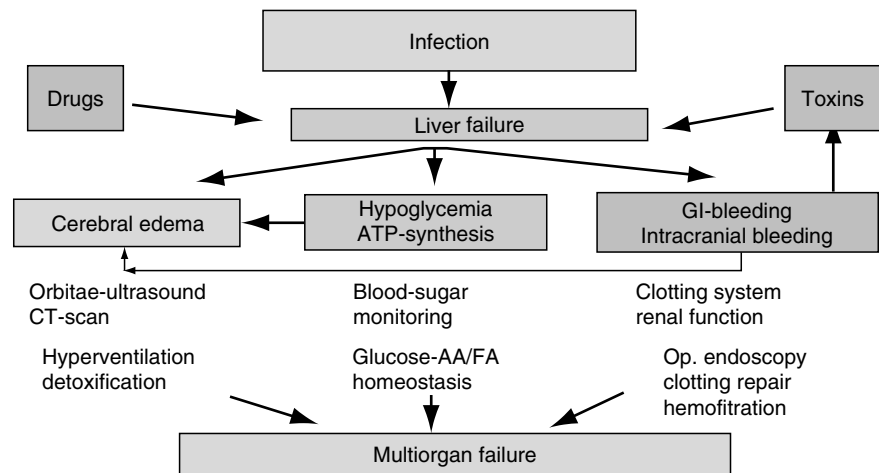 Infection
Drugs
Toxins
Liver failure
Cerebral edema
Hypoglycemia
ATP-synthesis
GI-bleeding
Intracranial bleeding
Orbitae-ultrasound
CT-scan
Blood-sugar
monitoring
Clotting system
renal function
Hyperventilation
detoxification
Glucose-AA/FA
homeostasis
Op. endoscopy
clotting repair
hemofitration
Multiorgan failure